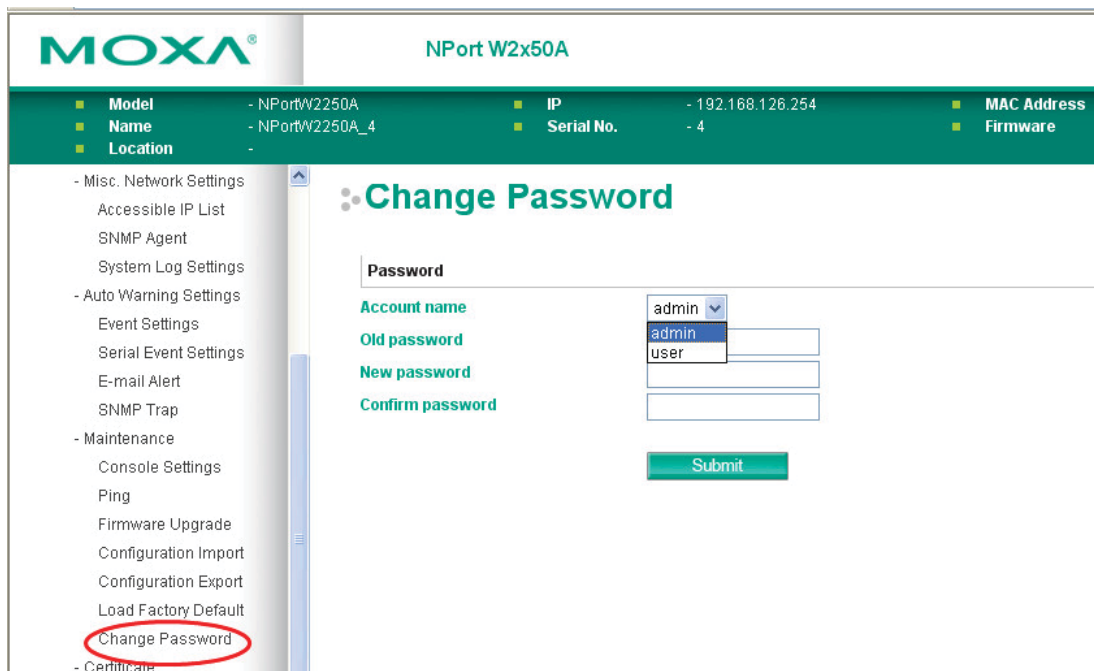 MOXA®
NPort W2x50A
Model - NPortW2250A IP - 192.168.126.254 MAC Address
Name - NPortW2250A_4 Serial No. - 4 Firmware
Location -
- Misc. Network Settings
Accessible IP List
SNMP Agent
System Log Settings
- Auto Warning Settings
Event Settings
Serial Event Settings
E-mail Alert
SNMP Trap
- Maintenance
Console Settings
Ping
Firmware Upgrade
Configuration Import
Configuration Export
Load Factory Default
Change Password
- Certificate
Change Password
Password
Account name admin
admin
user
Old password
New password
Confirm password
Submit